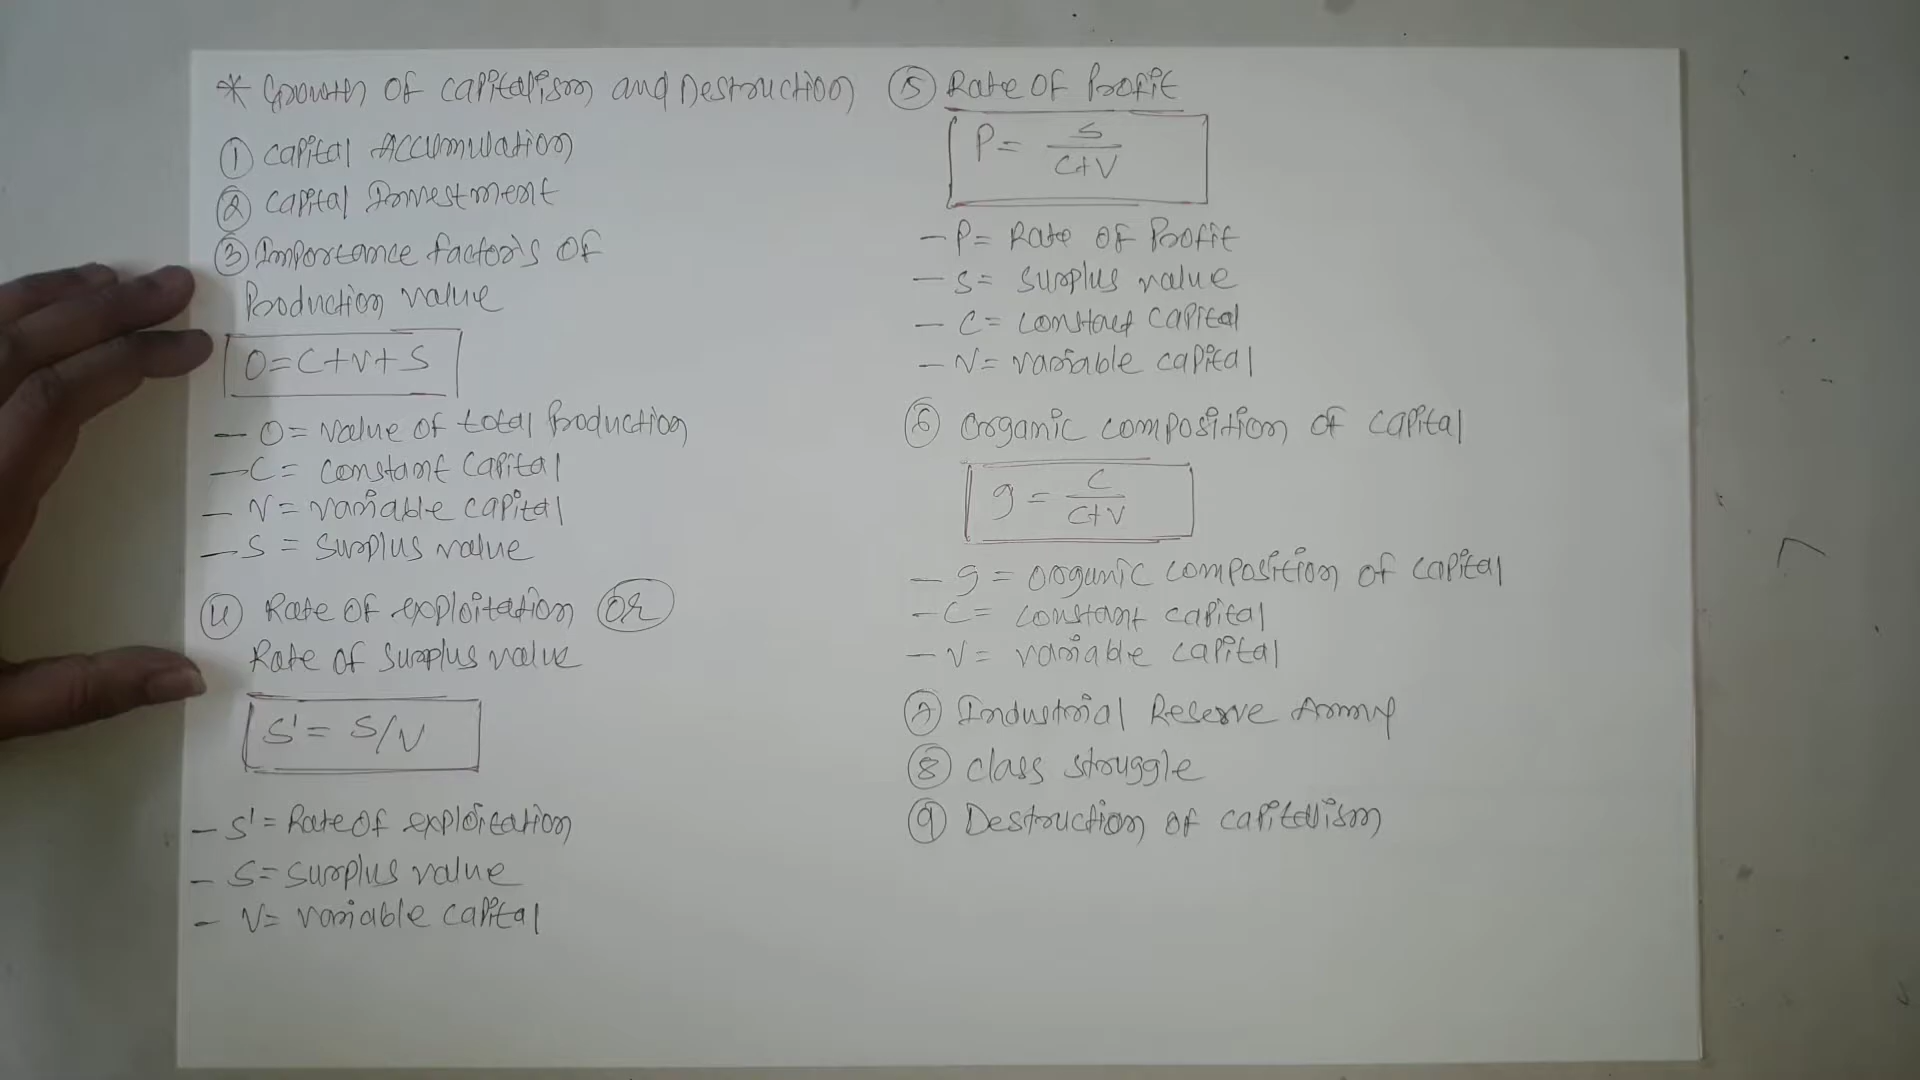 * Growth of capitalism and Destruction
① capital Accumulation
② capital Investment
③ Importance factor's of
Production value
O=C+V+S
- O= value of total Production
- C= constant capital
- V= variable capital
- S = surplus value
④ Rate of exploitation OR
Rate of surplus value
S'= S/V
- S'= Rate of exploitation
- S= surplus value
- V= variable capital
⑤ Rate of Profit
P= S
C+V
- P= Rate of Profit
- S= surplus value
- C= constant capital
- V= variable capital
⑥ organic composition of capital
g = C
C+V
- g = organic composition of capital
- C= constant capital
- V= variable capital
⑦ Industrial Reserve Army
⑧ class struggle
⑨ Destruction of capitalism